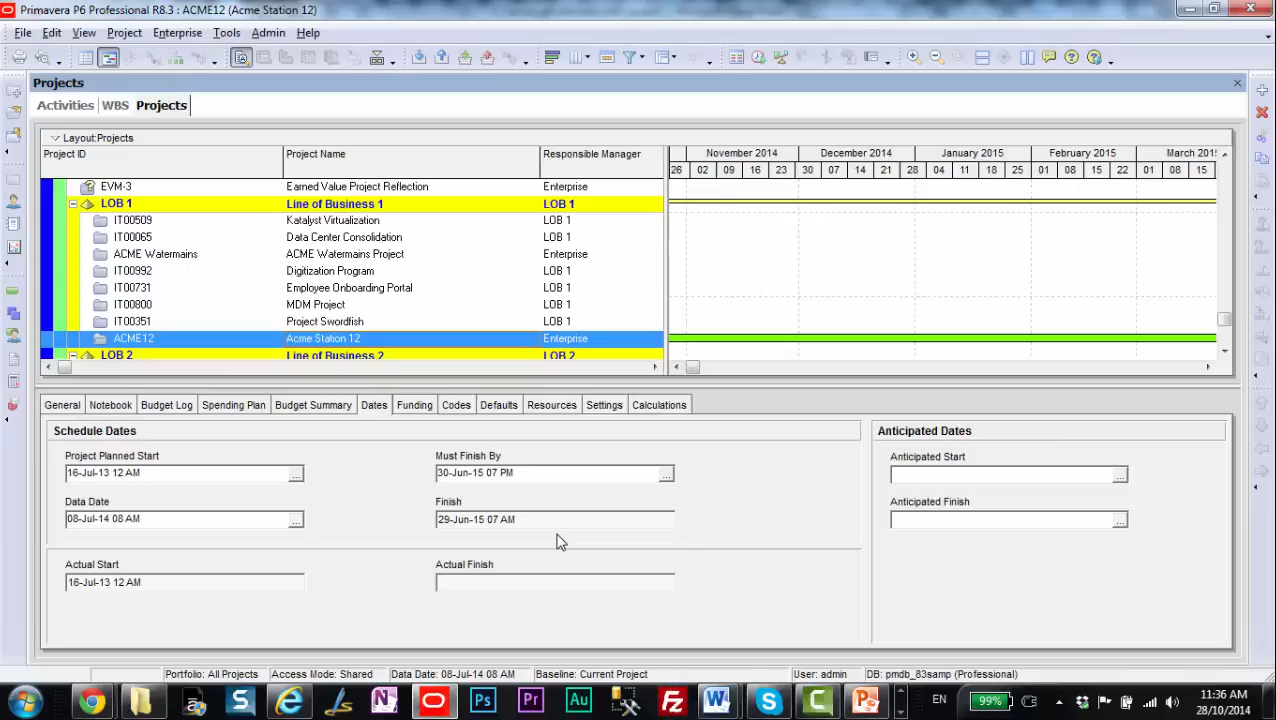 Primavera P6 Professional R8.3 : ACME12 (Acme Station 12)
File Edit View Project Enterprise Tools Admin Help
Projects
Activities WBS Projects
Layout:Projects
Project ID Project Name Responsible Manager
November 2014 December 2014 January 2015 February 2015 March 201
26 02 09 16 23 30 07 14 21 28 04 11 18 25 01 08 15 22 01 08 15
EVM-3 Earned Value Project Reflection Enterprise
LOB 1 Line of Business 1 LOB 1
IT00509 Katalyst Virtualization LOB 1
IT00065 Data Center Consolidation LOB 1
ACME Watermains ACME Watermains Project Enterprise
IT00992 Digitization Program LOB 1
IT00731 Employee Onboarding Portal LOB 1
IT00800 MDM Project LOB 1
IT00351 Project Swordfish LOB 1
ACME12 Acme Station 12 Enterprise
LOB 2 Line of Business 2 LOB 2
General Notebook Budget Log Spending Plan Budget Summary Dates Funding Codes Defaults Resources Settings Calculations
Schedule Dates
Project Planned Start Must Finish By
16-Jul-13 12 AM ... 30-Jun-15 07 PM ...
Data Date Finish
08-Jul-14 08 AM ... 29-Jun-15 07 AM
Actual Start Actual Finish
16-Jul-13 12 AM
Anticipated Dates
Anticipated Start
...
Anticipated Finish
...
Portfolio: All Projects Access Mode: Shared Data Date: 08-Jul-14 08 AM Baseline: Current Project User: admin DB: pmdb_83samp (Professional)
EN 99% 11:36 AM
28/10/2014